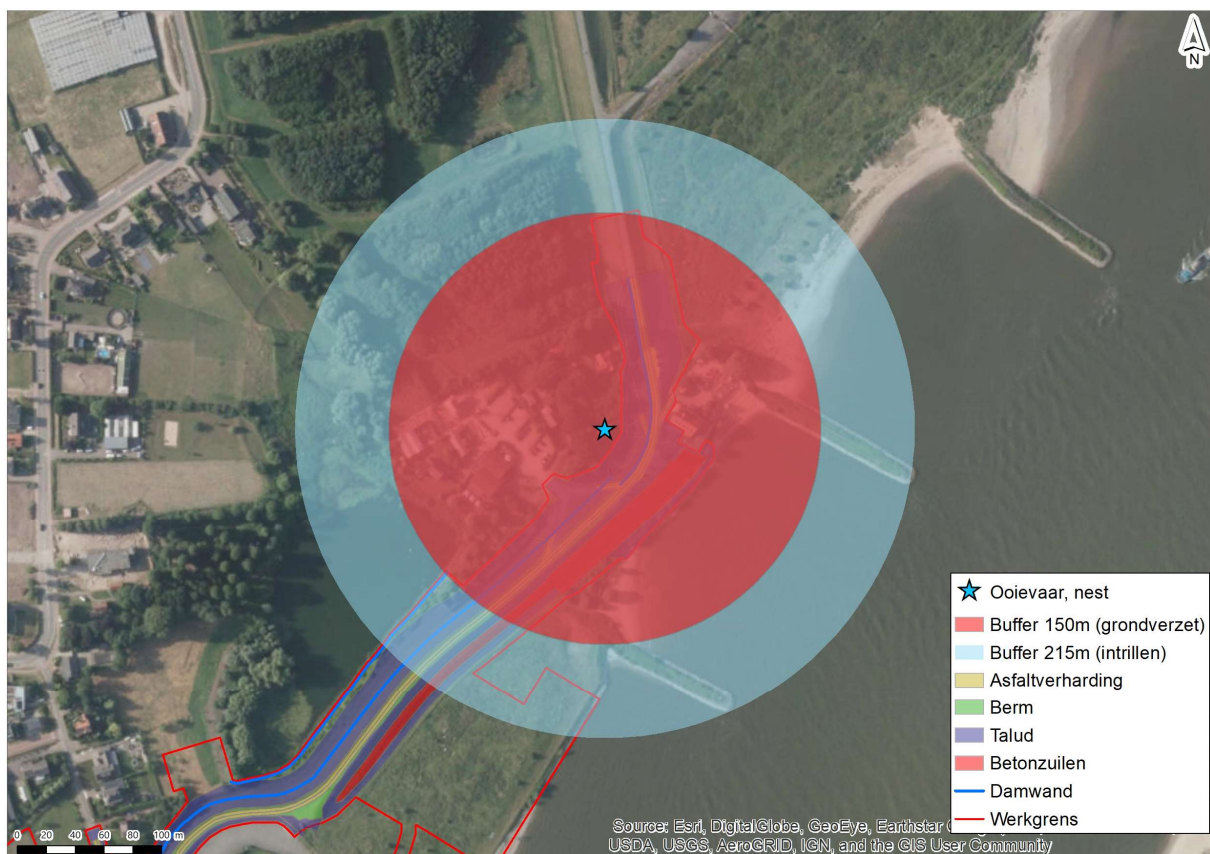 N
Ooievaar, nest
Buffer 150m (grondverzet)
Buffer 215m (intrillen)
Asfaltverharding
Berm
Talud
Betonzuilen
Damwand
Werkgrens
0 20 40 60 80 100 m
Source: Esri, DigitalGlobe, GeoEye, Earthstar
USDA, USGS, AeroGRID, IGN, and the GIS User Community